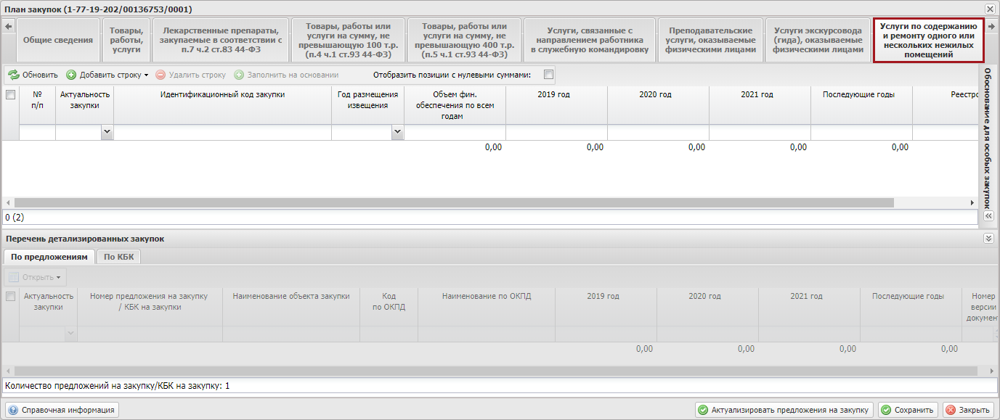 План закупок (1-77-19-202/00136753/0001)
Общие сведения
Товары,
работы,
услуги
Лекарственные препараты,
закупаемые в соответствии с
п.7 ч.2 ст.83 44-ФЗ
Товары, работы или
услуги на сумму, не
превышающую 100 т.р.
(п.4 ч.1 ст.93 44-ФЗ)
Товары, работы или
услуги на сумму, не
превышающую 400 т.р.
(п.5 ч.1 ст.93 44-ФЗ)
Услуги, связанные с
направлением работника
в служебную командировку
Преподавательские
услуги, оказываемые
физическими лицами
Услуги экскурсовода
(гида), оказываемые
физическими лицами
Услуги по содержанию
и ремонту одного или
нескольких нежилых
помещений
Обновить Добавить строку Удалить строку Заполнить на основании Отобразить позиции с нулевыми суммами:
№
п/п
Актуальность
закупки
Идентификационный код закупки
Год размещения
извещения
Объем фин.
обеспечения по всем
годам
2019 год
2020 год
2021 год
Последующие годы
Реестро
0,00 0,00 0,00 0,00 0,00
Обоснование для особых закупок
0 (2)
Перечень детализированных закупок
По предложениям По КБК
Открыть
Актуальность
закупки
Номер предложения на закупку
/ КБК на закупки
Наименование объекта закупки
Код
по ОКПД
Наименование по ОКПД
2019 год
2020 год
2021 год
Последующие годы
Номер
версии
докумен
0,00 0,00 0,00 0,00
Количество предложений на закупку/КБК на закупку: 1
Справочная информация Актуализировать предложения на закупку Сохранить Закрыть